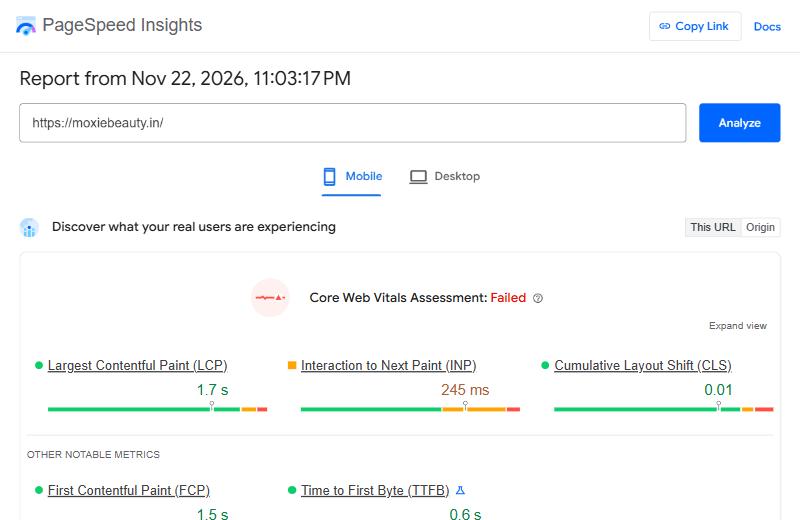 PageSpeed Insights
Copy Link
Docs
Report from Nov 22, 2026, 11:03:17 PM
https://moxiebeauty.in/
Analyze
Mobile
Desktop
Discover what your real users are experiencing
This URL
Origin
Core Web Vitals Assessment: Failed
Expand view
Largest Contentful Paint (LCP)
1.7 s
Interaction to Next Paint (INP)
245 ms
Cumulative Layout Shift (CLS)
0.01
OTHER NOTABLE METRICS
First Contentful Paint (FCP)
1.5 s
Time to First Byte (TTFB)
0.6 s